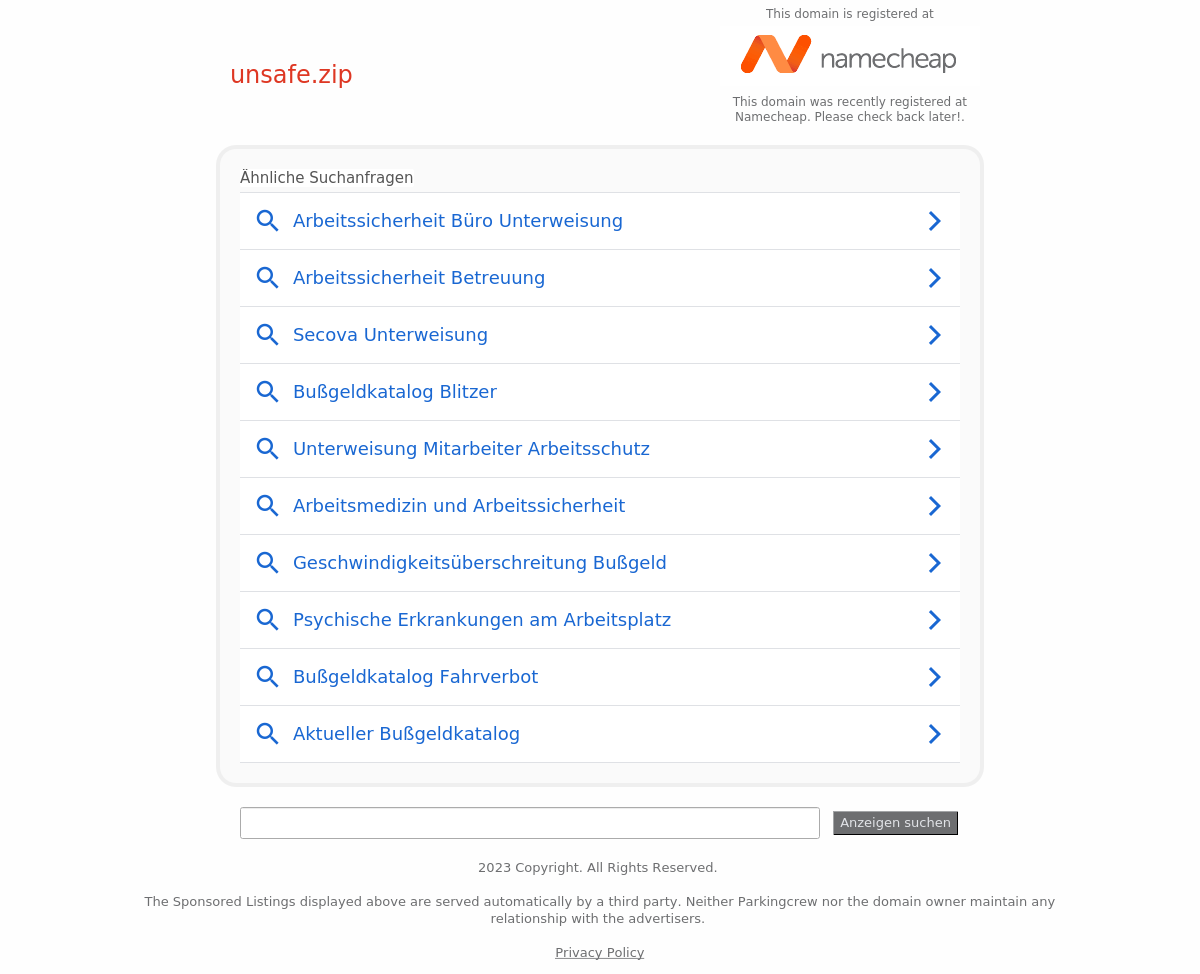 This domain is registered at
namecheap
unsafe.zip
This domain was recently registered at
Namecheap. Please check back later!.
Ähnliche Suchanfragen
Arbeitssicherheit Büro Unterweisung
Arbeitssicherheit Betreuung
Secova Unterweisung
Bußgeldkatalog Blitzer
Unterweisung Mitarbeiter Arbeitsschutz
Arbeitsmedizin und Arbeitssicherheit
Geschwindigkeitsüberschreitung Bußgeld
Psychische Erkrankungen am Arbeitsplatz
Bußgeldkatalog Fahrverbot
Aktueller Bußgeldkatalog
Anzeigen suchen
2023 Copyright. All Rights Reserved.
The Sponsored Listings displayed above are served automatically by a third party. Neither Parkingcrew nor the domain owner maintain any
relationship with the advertisers.
Privacy Policy